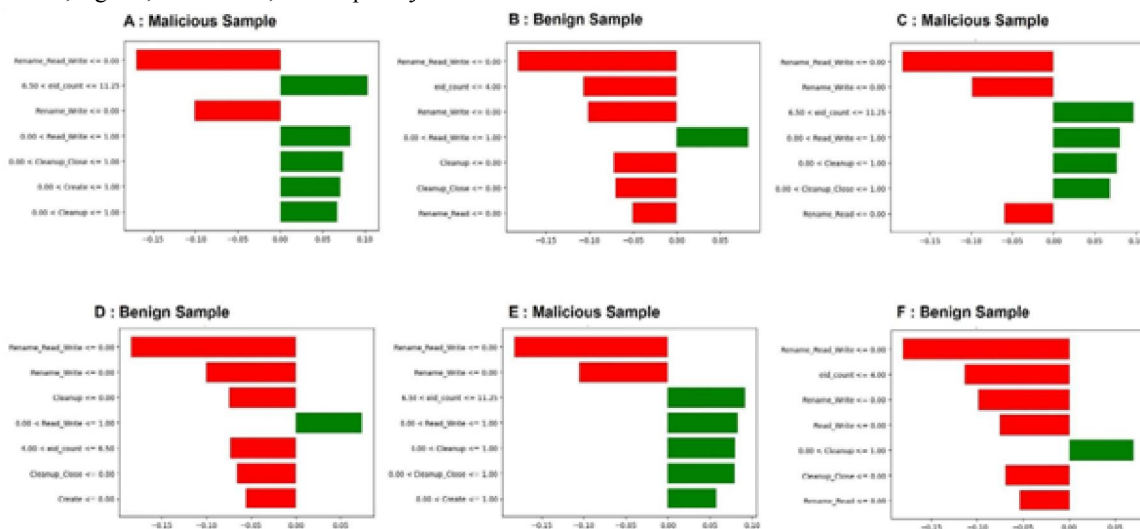 A : Malicious Sample
Rename_Read_Write <= 0.00
6.50 < eid_count <= 11.25
Rename_Write <= 0.00
0.00 < Read_Write <= 1.00
0.00 < Cleanup_Close <= 1.00
0.00 < Create <= 1.00
0.00 < Cleanup <= 1.00
−0.15 −0.10 −0.05 0.00 0.05 0.10
B : Benign Sample
Rename_Read_Write <= 0.00
eid_count <= 4.00
Rename_Write <= 0.00
0.00 < Read_Write <= 1.00
Cleanup <= 0.00
Cleanup_Close <= 0.00
Rename_Read <= 0.00
−0.15 −0.10 −0.05 0.00 0.05
C : Malicious Sample
Rename_Read_Write <= 0.00
Rename_Write <= 0.00
6.50 < eid_count <= 11.25
0.00 < Read_Write <= 1.00
0.00 < Cleanup <= 1.00
0.00 < Cleanup_Close <= 1.00
Rename_Read <= 0.00
−0.15 −0.10 −0.05 0.00 0.05 0.10
D : Benign Sample
Rename_Read_Write <= 0.00
Rename_Write <= 0.00
Cleanup <= 0.00
0.00 < Read_Write <= 1.00
4.00 < eid_count <= 6.50
Cleanup_Close <= 0.00
Create <= 0.00
−0.15 −0.10 −0.05 0.00 0.05
E : Malicious Sample
Rename_Read_Write <= 0.00
Rename_Write <= 0.00
6.50 < eid_count <= 11.25
0.00 < Read_Write <= 1.00
0.00 < Cleanup <= 1.00
0.00 < Cleanup_Close <= 1.00
0.00 < Create <= 1.00
−0.15 −0.10 −0.05 0.00 0.05 0.10
F : Benign Sample
Rename_Read_Write <= 0.00
eid_count <= 4.00
Rename_Write <= 0.00
Read_Write <= 0.00
0.00 < Cleanup <= 1.00
Cleanup_Close <= 0.00
Rename_Read <= 0.00
−0.15 −0.10 −0.05 0.00 0.05